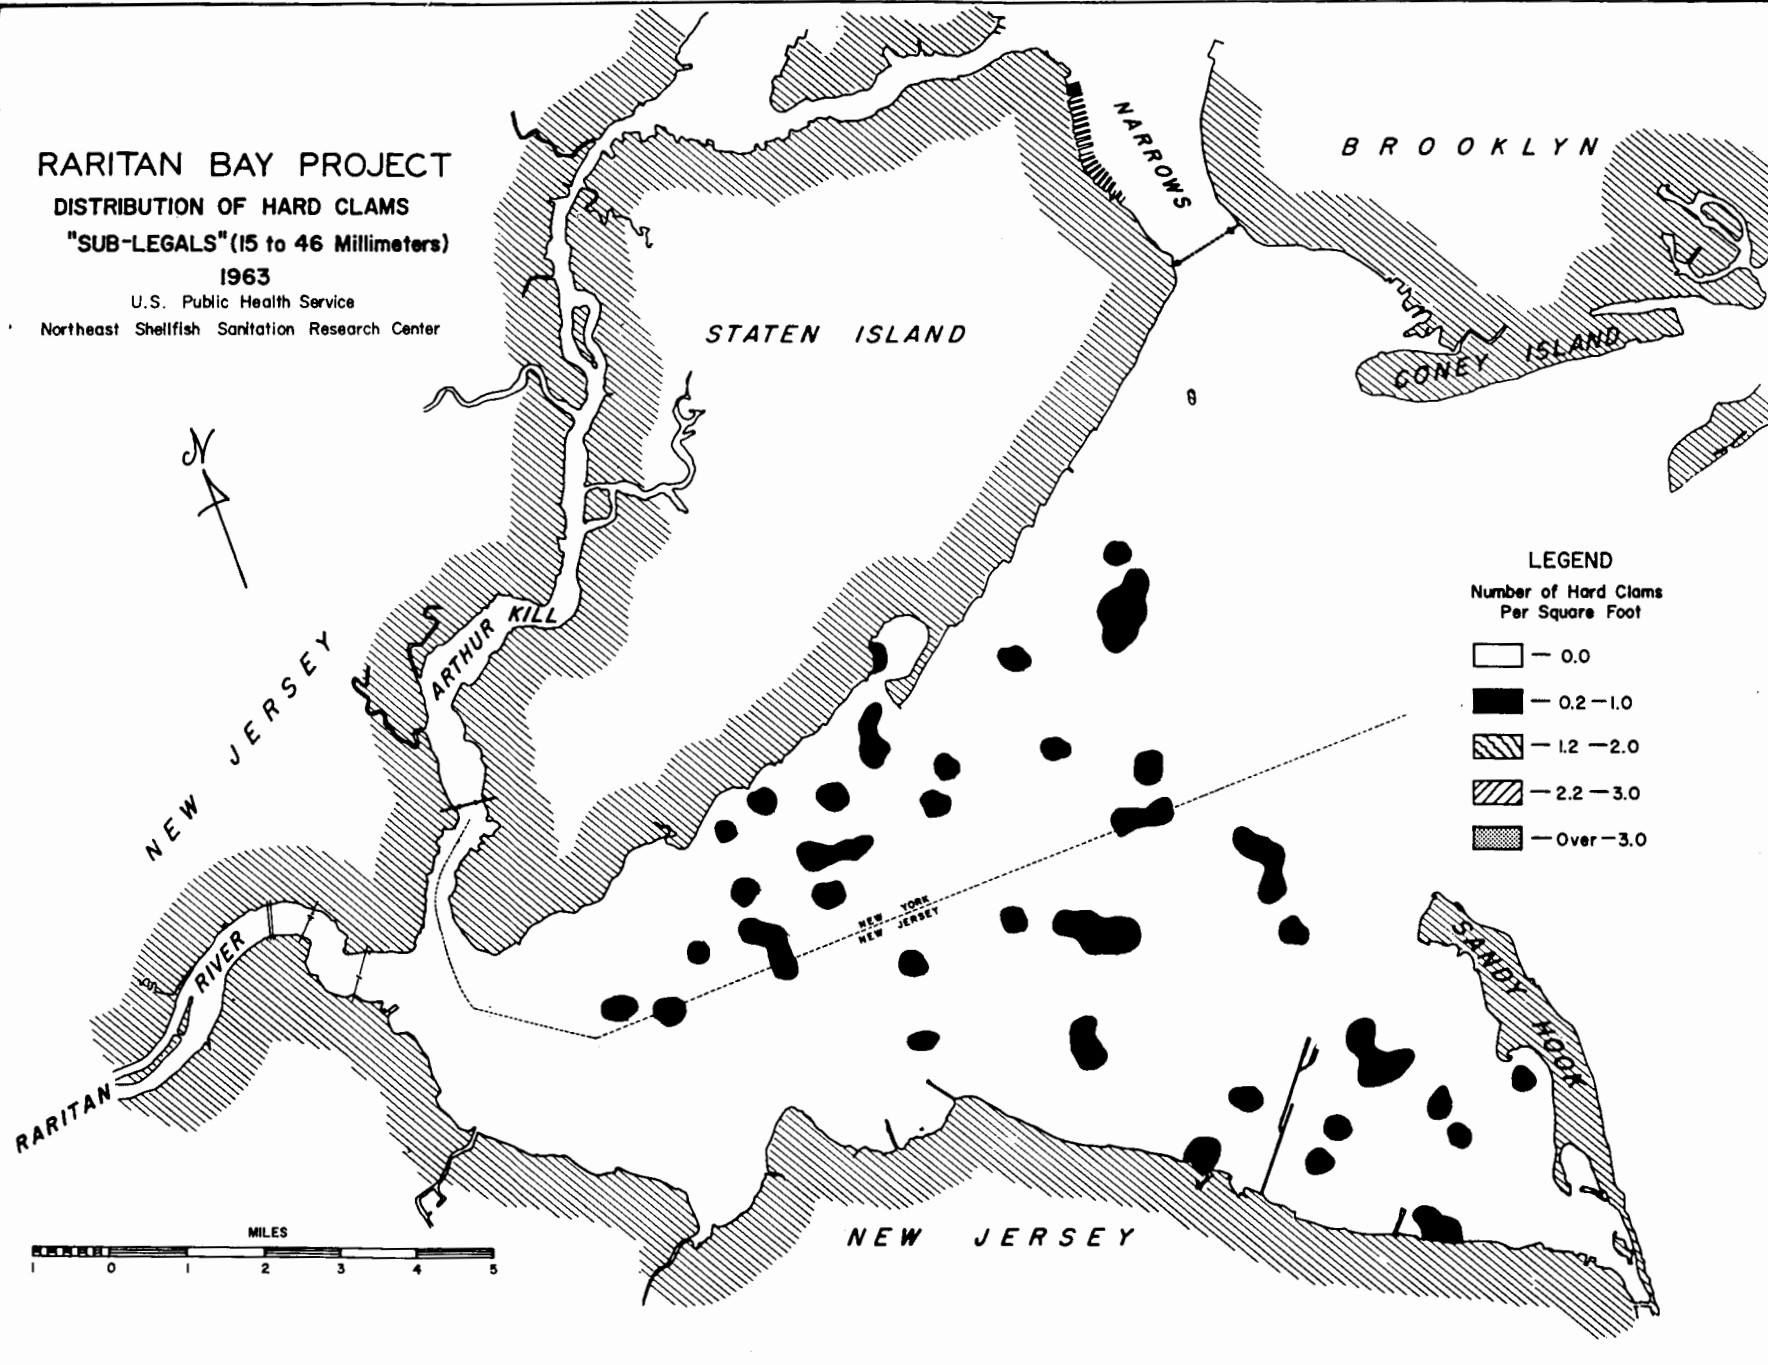 RARITAN BAY PROJECT
DISTRIBUTION OF HARD CLAMS
"SUB-LEGALS" (15 to 46 Millimeters)
1963
U.S. Public Health Service
Northeast Shellfish Sanitation Research Center
N
NARROWS
BROOKLYN
STATEN ISLAND
CONEY ISLAND
ARTHUR KILL
NEW JERSEY
LEGEND
Number of Hard Clams
Per Square Foot
— 0.0
— 0.2 — 1.0
— 1.2 — 2.0
— 2.2 — 3.0
— Over — 3.0
NEW YORK
NEW JERSEY
SANDY HOOK
RARITAN RIVER
NEW JERSEY
MILES
1 0 1 2 3 4 5